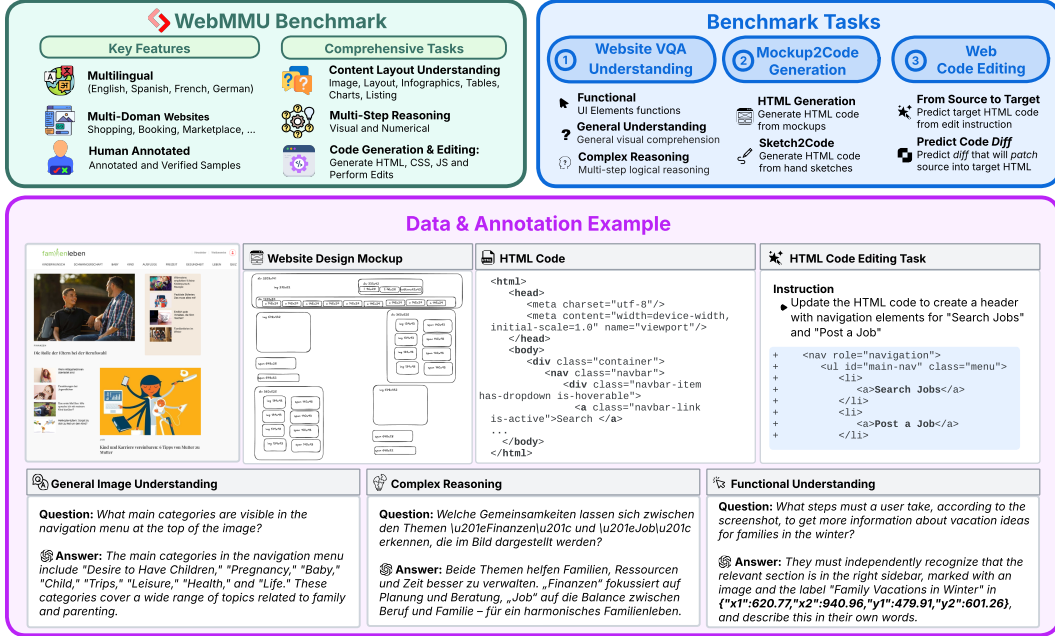 WebMMU Benchmark
Key Features
Multilingual
(English, Spanish, French, German)
Multi-Doman Websites
Shopping, Booking, Marketplace, ...
Human Annotated
Annotated and Verified Samples
Comprehensive Tasks
Content Layout Understanding
Image, Layout, Infographics, Tables,
Charts, Listing
Multi-Step Reasoning
Visual and Numerical
Code Generation & Editing:
Generate HTML, CSS, JS and
Perform Edits
Benchmark Tasks
1
Website VQA
Understanding
Functional
UI Elements functions
General Understanding
General visual comprehension
Complex Reasoning
Multi-step logical reasoning
2
Mockup2Code
Generation
HTML Generation
Generate HTML code
from mockups
Sketch2Code
Generate HTML code
from hand sketches
3
Web
Code Editing
From Source to Target
Predict target HTML code
from edit instruction
Predict Code Diff
Predict diff that will patch
source into target HTML
Data & Annotation Example
familienleben
Die Rolle der Eltern bei der Berufswahl
Kind und Karriere vereinbaren: 6 Tipps von Mutter zu
Mutter
Website Design Mockup
HTML Code
<html>
<head>
<meta charset="utf-8"/>
<meta content="width=device-width,
initial-scale=1.0" name="viewport"/>
</head>
<body>
<div class="container">
<nav class="navbar">
<div class="navbar-item
has-dropdown is-hoverable">
<a class="navbar-link
is-active">Search </a>
...
</body>
</html>
HTML Code Editing Task
Instruction
Update the HTML code to create a header
with navigation elements for "Search Jobs"
and "Post a Job"
+ <nav role="navigation">
+ <ul id="main-nav" class="menu">
+ <li>
+ <a>Search Jobs</a>
+ </li>
+ <li>
+ <a>Post a Job</a>
+ </li>
General Image Understanding
Question: What main categories are visible in the
navigation menu at the top of the image?
Answer: The main categories in the navigation menu
include "Desire to Have Children," "Pregnancy," "Baby,"
"Child," "Trips," "Leisure," "Health," and "Life." These
categories cover a wide range of topics related to family
and parenting.
Complex Reasoning
Question: Welche Gemeinsamkeiten lassen sich zwischen
den Themen \u201eFinanzen\u201c und \u201eJob\u201c
erkennen, die im Bild dargestellt werden?
Answer: Beide Themen helfen Familien, Ressourcen
und Zeit besser zu verwalten. „Finanzen“ fokussiert auf
Planung und Beratung, „Job“ auf die Balance zwischen
Beruf und Familie – für ein harmonisches Familienleben.
Functional Understanding
Question: What steps must a user take, according to the
screenshot, to get more information about vacation ideas
for families in the winter?
Answer: They must independently recognize that the
relevant section is in the right sidebar, marked with an
image and the label "Family Vacations in Winter" in
{"x1":620.77,"x2":940.96,"y1":479.91,"y2":601.26},
and describe this in their own words.